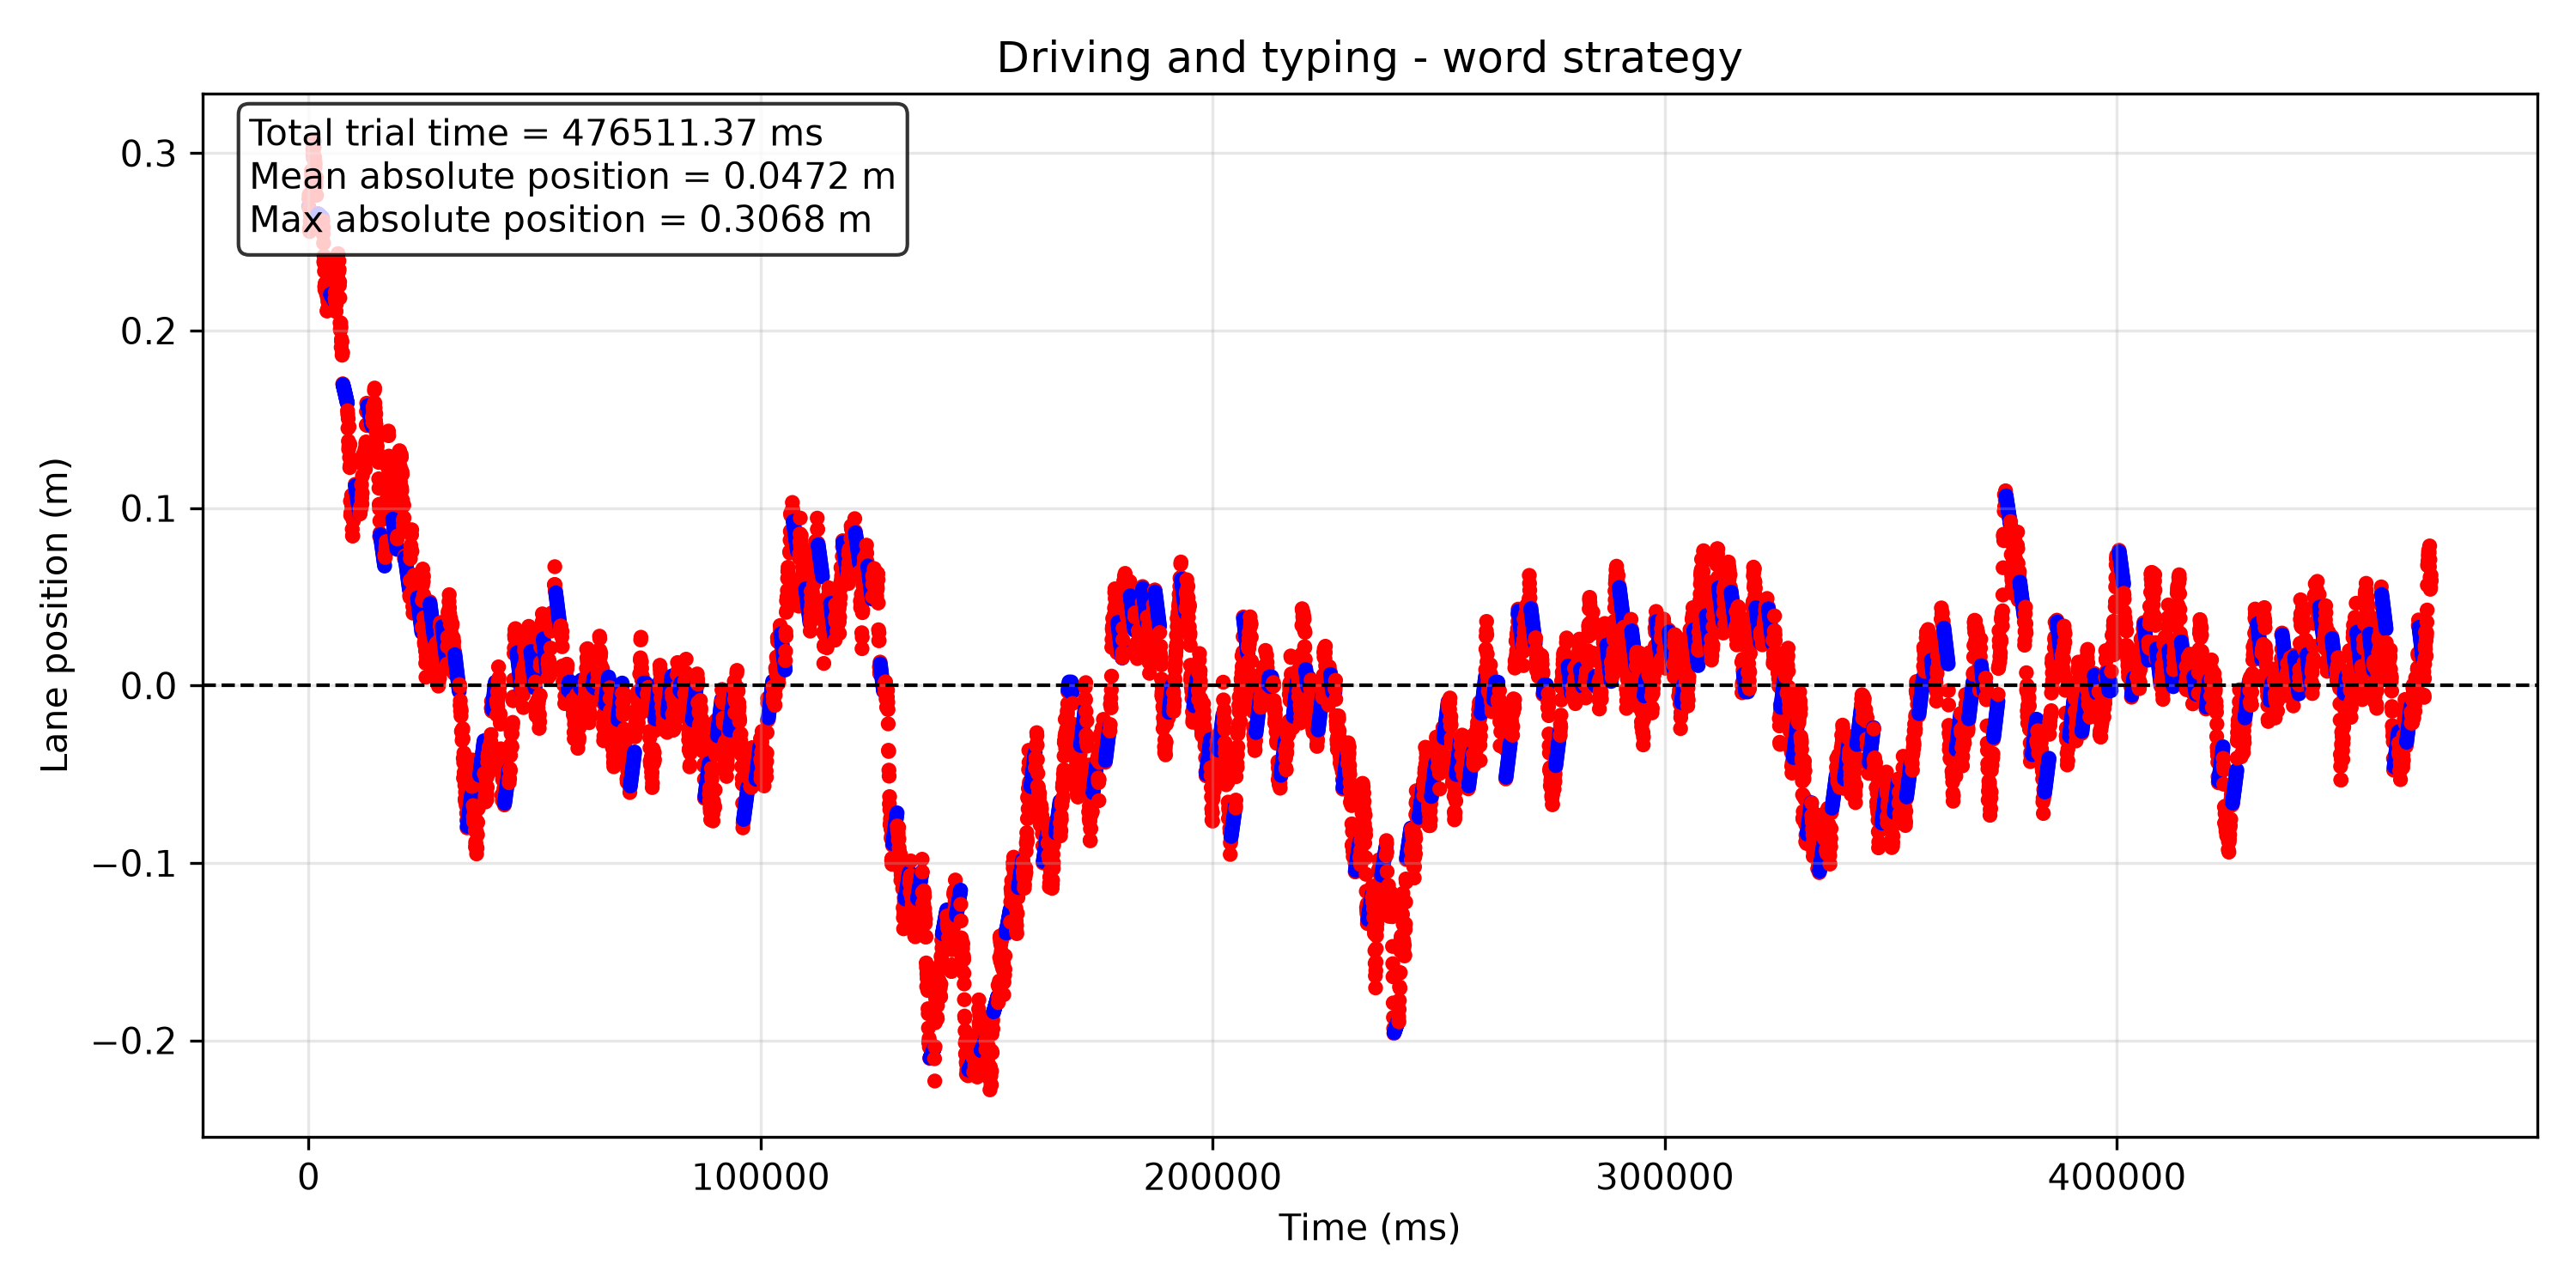 Driving and typing - word strategy
Total trial time = 476511.37 ms
Mean absolute position = 0.0472 m
Max absolute position = 0.3068 m
Lane position (m)
0.3
0.2
0.1
0.0
−0.1
−0.2
0 100000 200000 300000 400000
Time (ms)